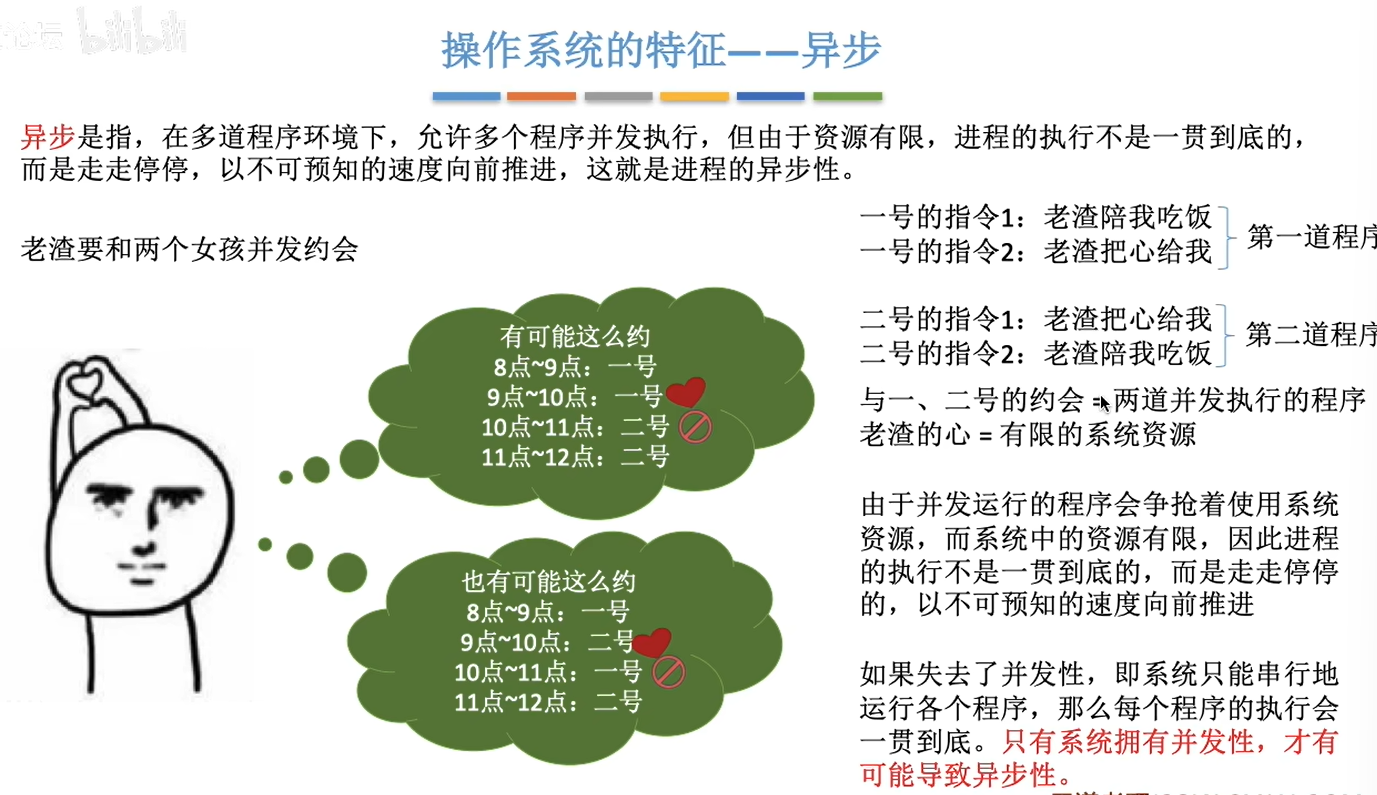 bilibili
操作系统的特征——异步
异步是指，在多道程序环境下，允许多个程序并发执行，但由于资源有限，进程的执行不是一贯到底的，
而是走走停停，以不可预知的速度向前推进，这就是进程的异步性。
老渣要和两个女孩并发约会
有可能这么约
8点~9点：一号
9点~10点：一号
10点~11点：二号
11点~12点：二号
也有可能这么约
8点~9点：一号
9点~10点：二号
10点~11点：一号
11点~12点：二号
一号的指令1：老渣陪我吃饭
一号的指令2：老渣把心给我
第一道程序
二号的指令1：老渣把心给我
二号的指令2：老渣陪我吃饭
第二道程序
与一、二号的约会 = 两道并发执行的程序
老渣的心 = 有限的系统资源
由于并发运行的程序会争抢着使用系统
资源，而系统中的资源有限，因此进程
的执行不是一贯到底的，而是走走停停
的，以不可预知的速度向前推进
如果失去了并发性，即系统只能串行地
运行各个程序，那么每个程序的执行会
一贯到底。只有系统拥有并发性，才有
可能导致异步性。